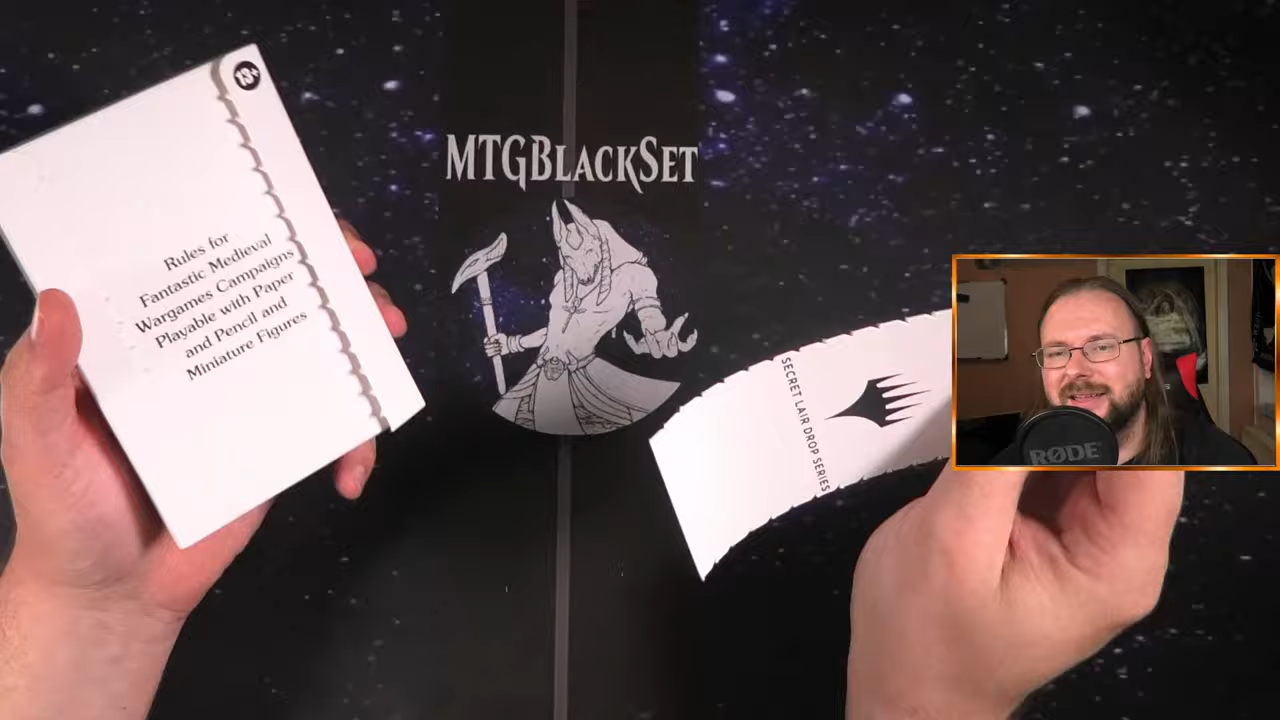 13+
Rules for
Fantastic Medieval
Wargames Campaigns
Playable with Paper
and Pencil and
Miniature Figures
MTGBLACKSET
SECRET LAIR DROP SERIES
RØDE